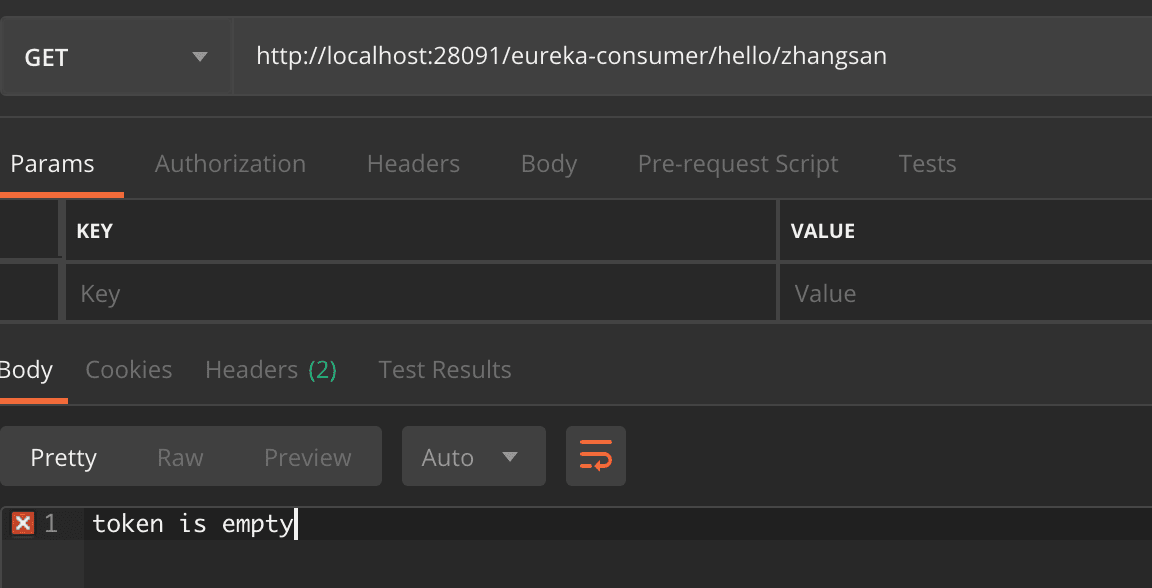 GET http://localhost:28091/eureka-consumer/hello/zhangsan
Params Authorization Headers Body Pre-request Script Tests
KEY VALUE
Key Value
Body Cookies Headers (2) Test Results
Pretty Raw Preview Auto
1 token is empty